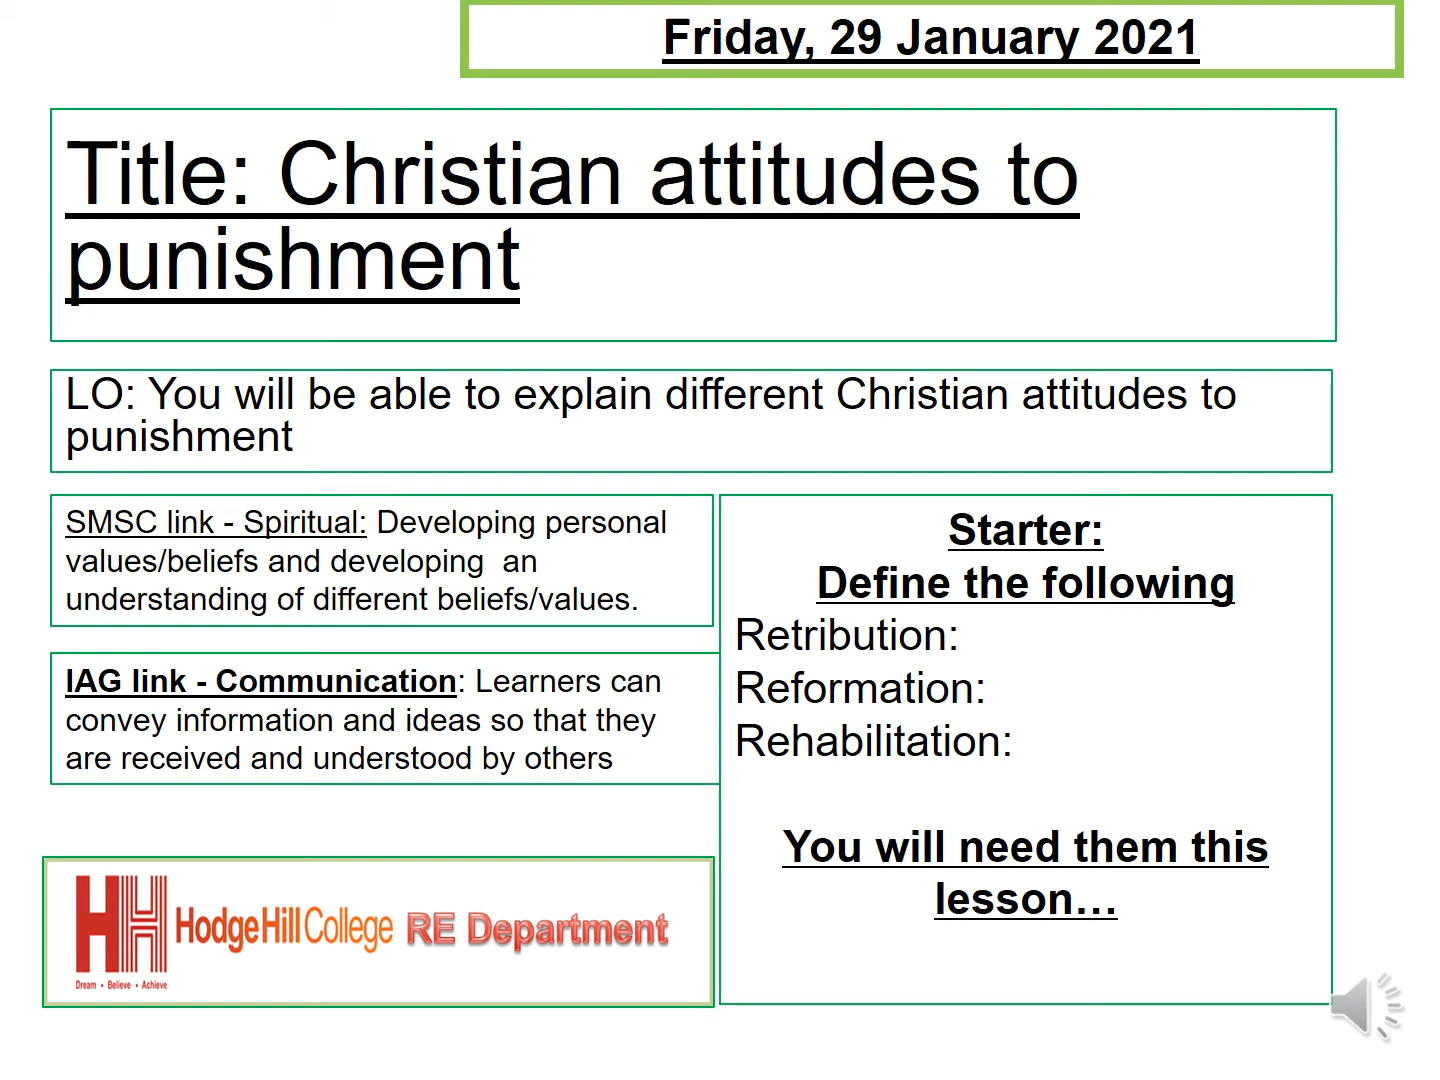 Friday, 29 January 2021
Title: Christian attitudes to
punishment
LO: You will be able to explain different Christian attitudes to
punishment
SMSC link - Spiritual: Developing personal
values/beliefs and developing  an
understanding of different beliefs/values.
IAG link - Communication: Learners can
convey information and ideas so that they
are received and understood by others
Starter:
Define the following
Retribution:
Reformation:
Rehabilitation:
You will need them this
lesson…
HH HodgeHillCollege RE Department
Dream • Believe • Achieve